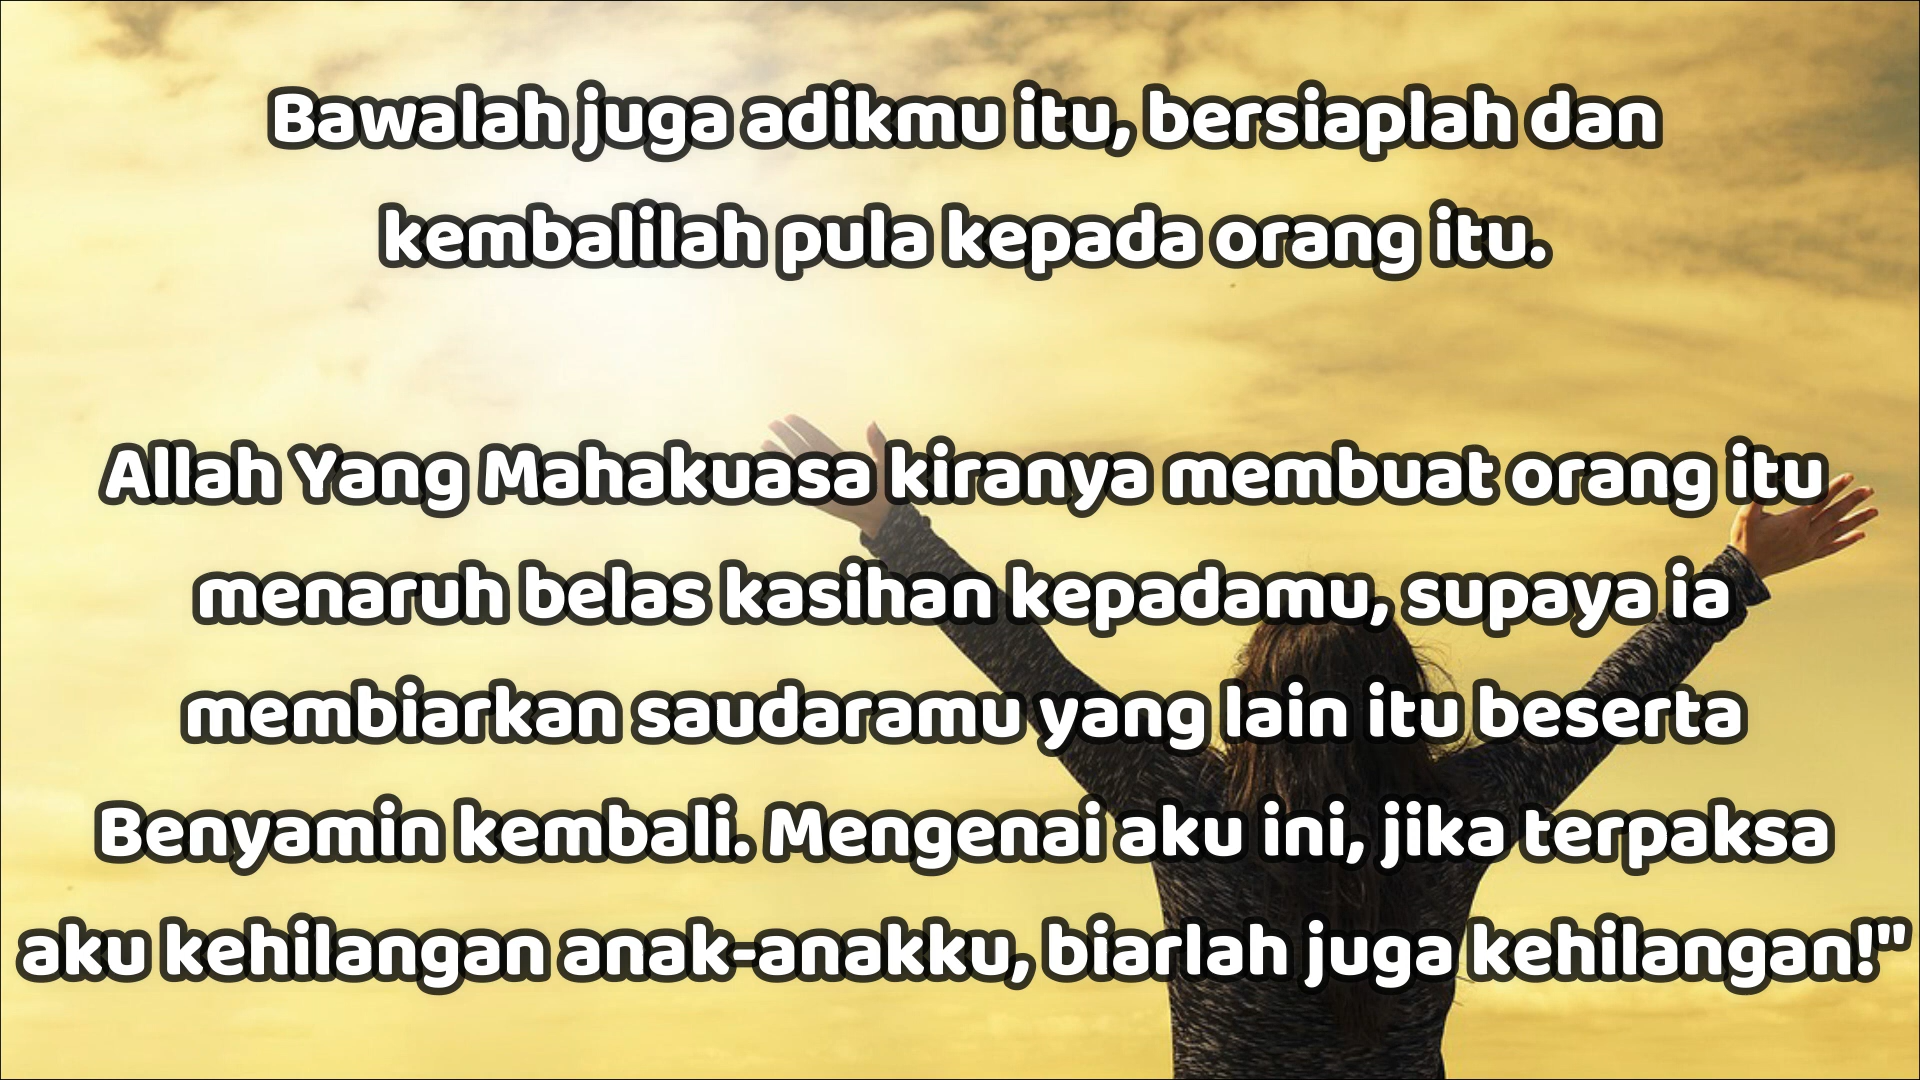 Bawalah juga adikmu itu, bersiaplah dan
kembalilah pula kepada orang itu.
Allah Yang Mahakuasa kiranya membuat orang itu
menaruh belas kasihan kepadamu, supaya ia
membiarkan saudaramu yang lain itu beserta
Benyamin kembali. Mengenai aku ini, jika terpaksa
aku kehilangan anak-anakku, biarlah juga kehilangan!"